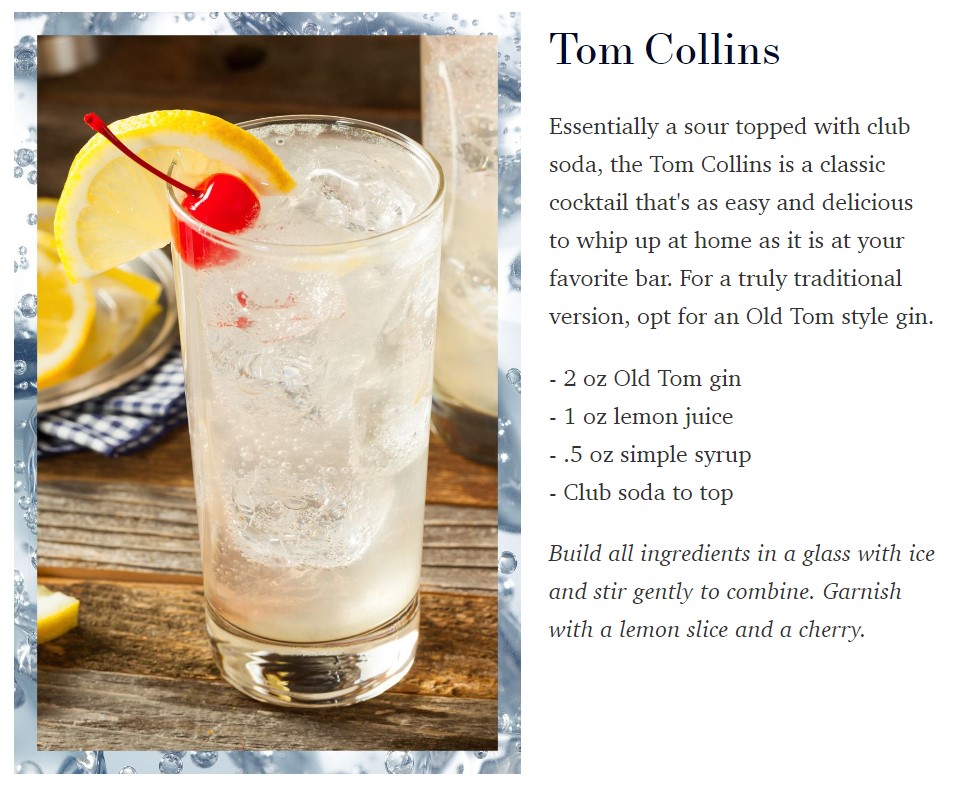 Tom Collins
Essentially a sour topped with club
soda, the Tom Collins is a classic
cocktail that's as easy and delicious
to whip up at home as it is at your
favorite bar. For a truly traditional
version, opt for an Old Tom style gin.
- 2 oz Old Tom gin
- 1 oz lemon juice
- .5 oz simple syrup
- Club soda to top
Build all ingredients in a glass with ice
and stir gently to combine. Garnish
with a lemon slice and a cherry.